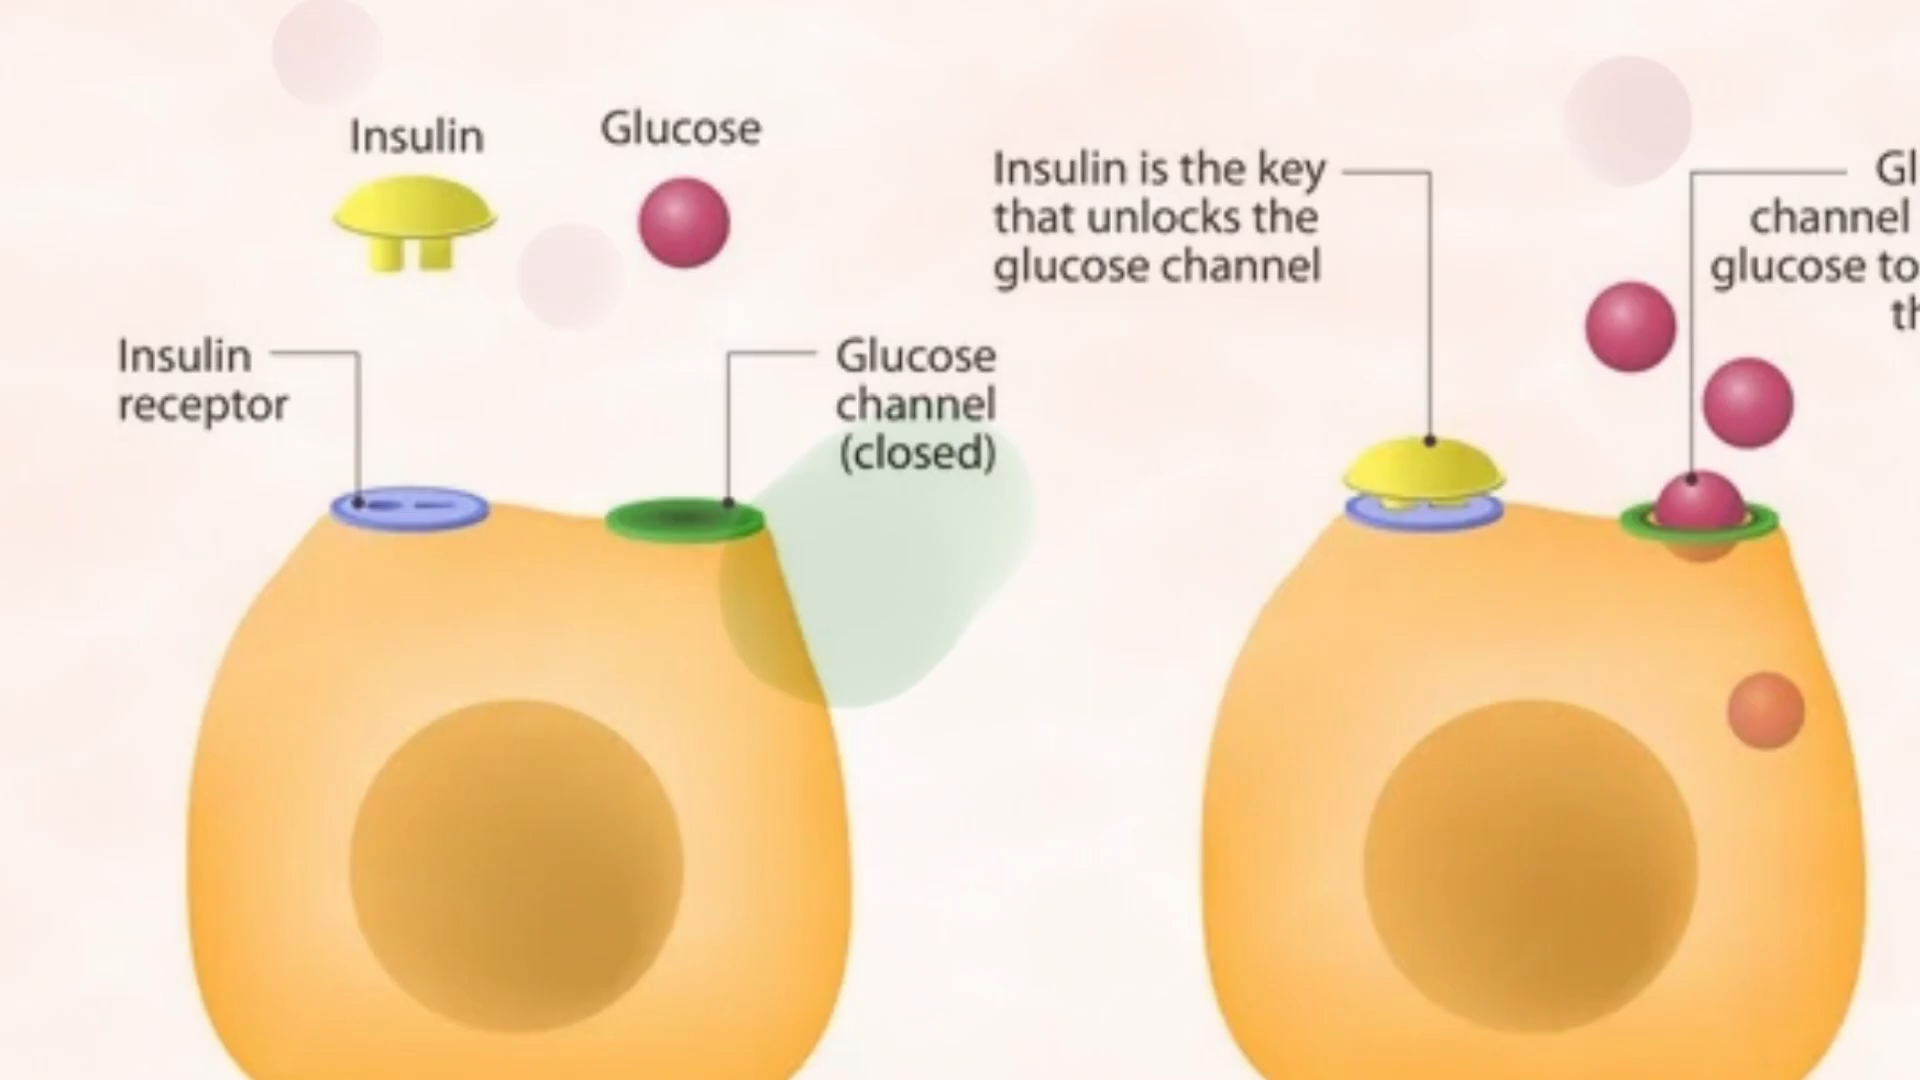 Insulin
Glucose
Insulin
receptor
Glucose
channel
(closed)
Insulin is the key
that unlocks the
glucose channel
channel
glucose to